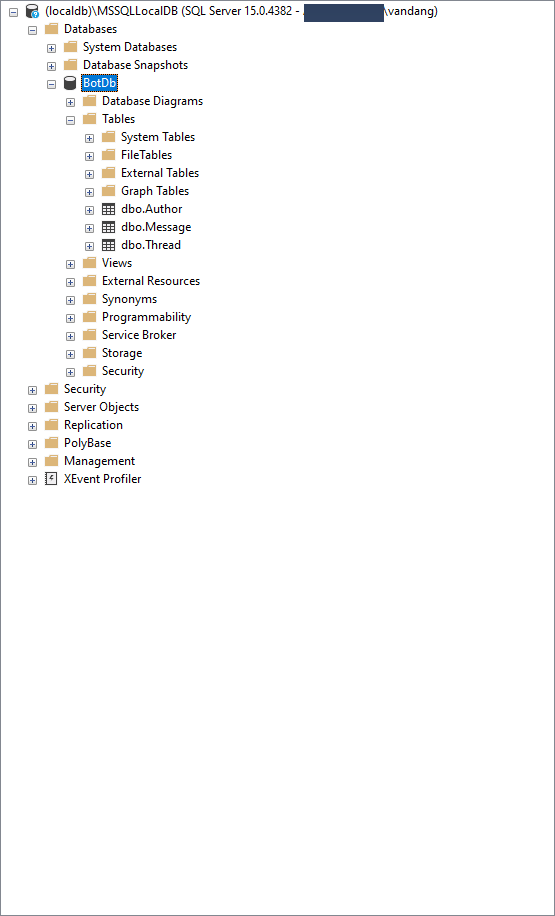 (localdb)\MSSQLLocalDB (SQL Server 15.0.4382 - \vandang)
Databases
System Databases
Database Snapshots
BotDb
Database Diagrams
Tables
System Tables
FileTables
External Tables
Graph Tables
dbo.Author
dbo.Message
dbo.Thread
Views
External Resources
Synonyms
Programmability
Service Broker
Storage
Security
Security
Server Objects
Replication
PolyBase
Management
XEvent Profiler